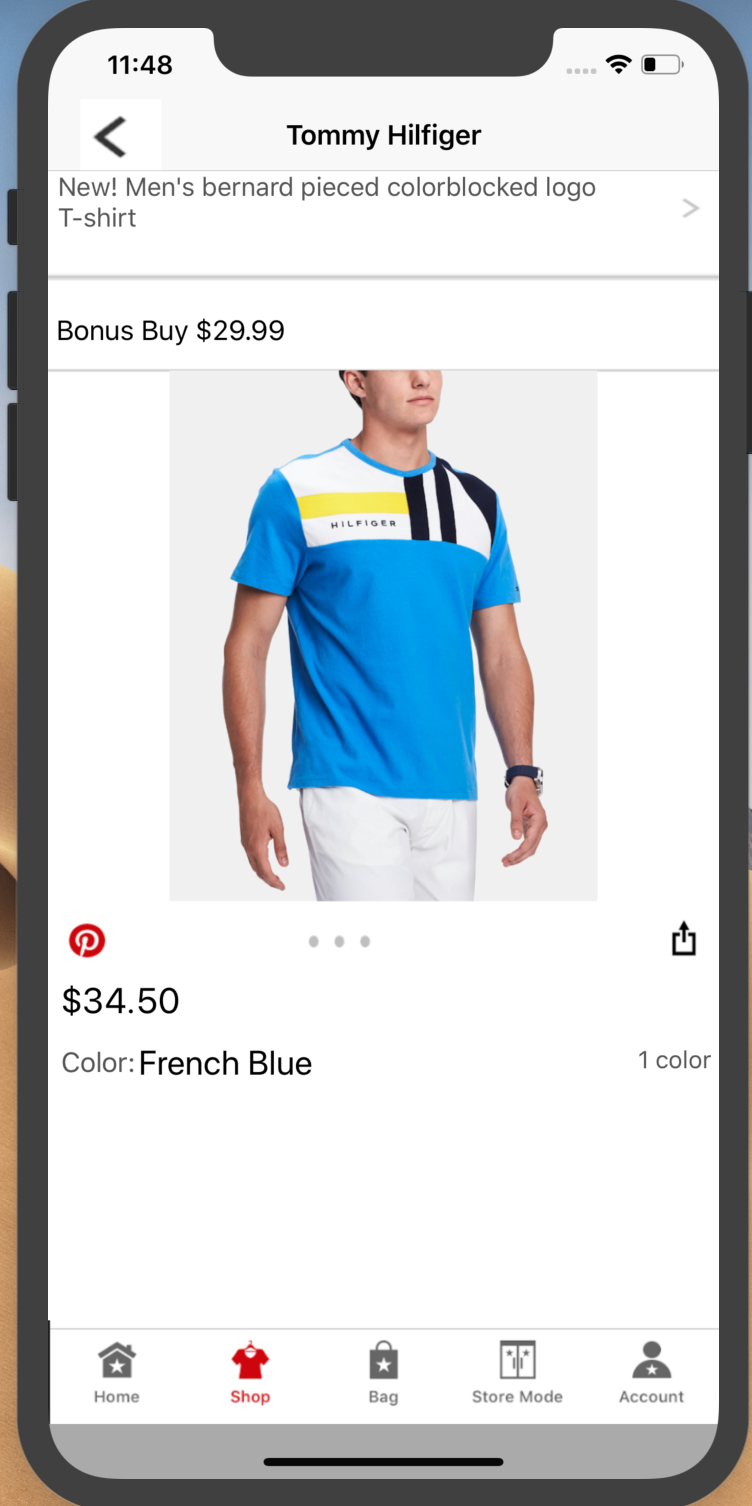 11:48
Tommy Hilfiger
New! Men's bernard pieced colorblocked logo
T-shirt
Bonus Buy $29.99
HILFIGER
$34.50
Color: French Blue
1 color
Home
Shop
Bag
Store Mode
Account